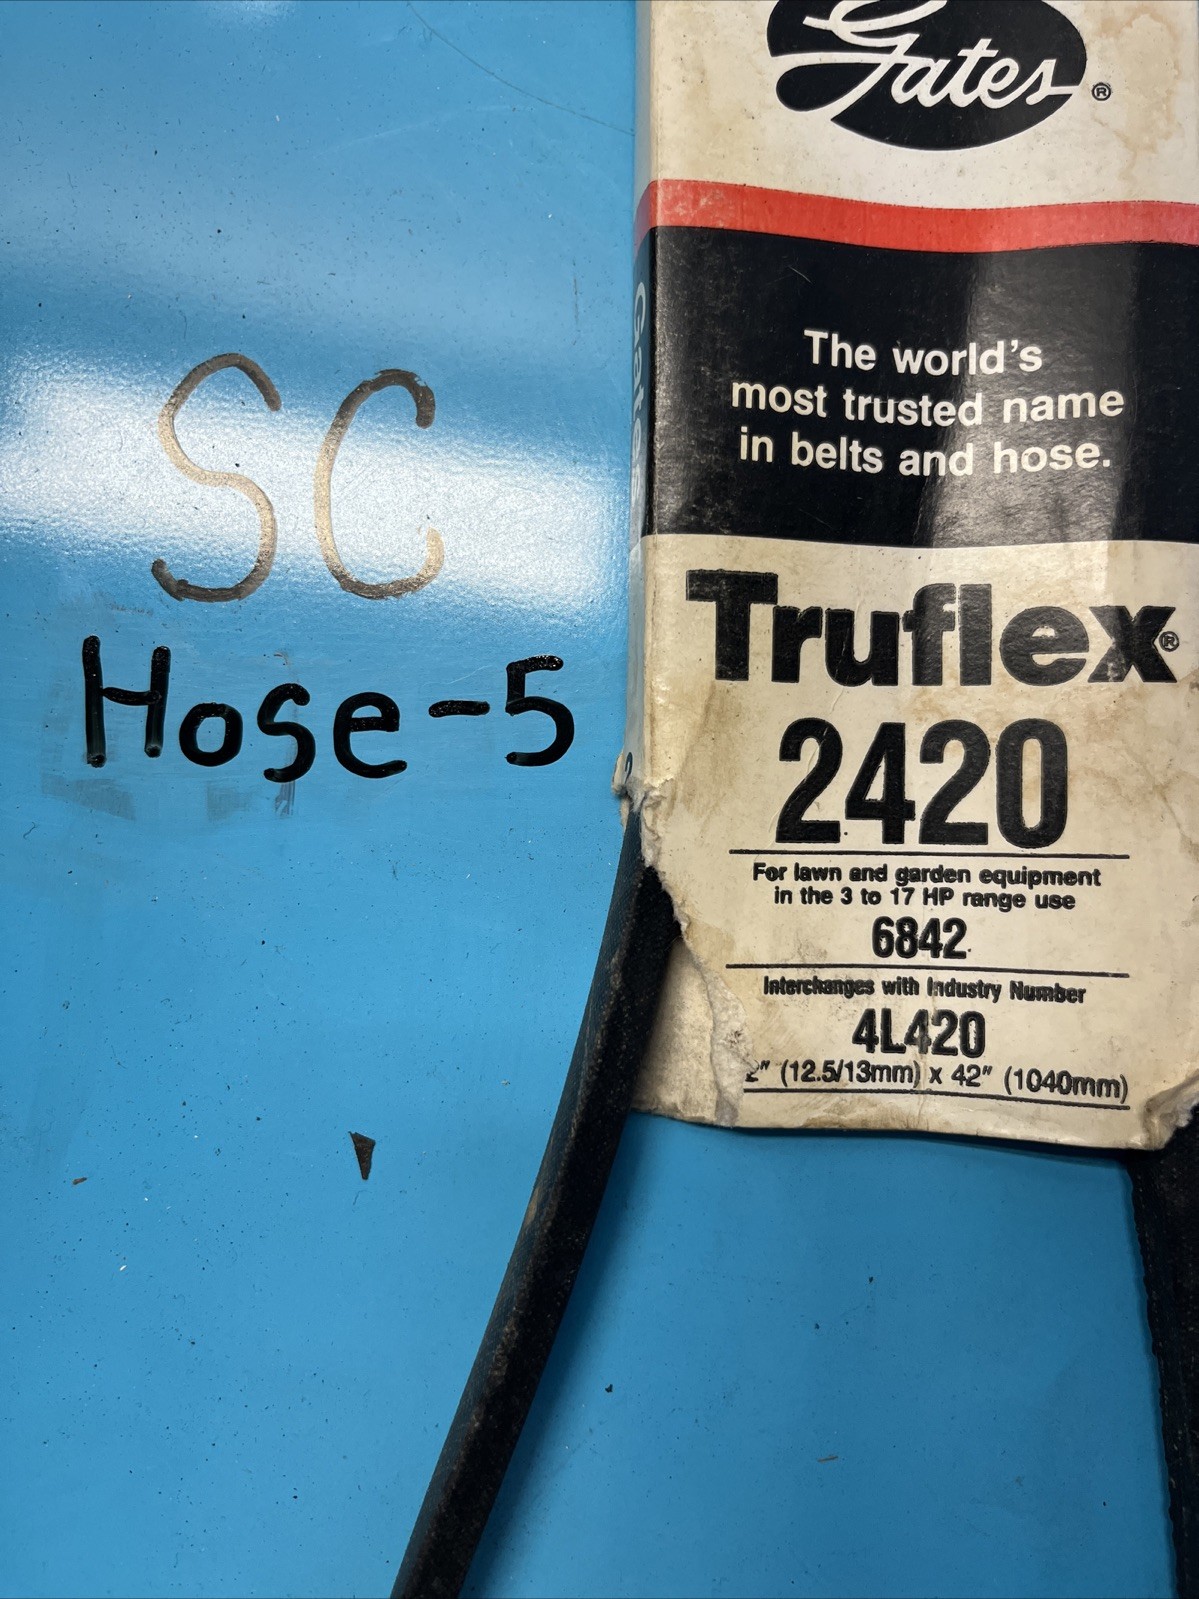 Gates®
The world's
most trusted name
in belts and hose.
Gates
SC
Hose-5
Truflex®
2420
For lawn and garden equipment
in the 3 to 17 HP range use
6842
Interchanges with Industry Number
4L420
2" (12.5/13mm) x 42" (1040mm)